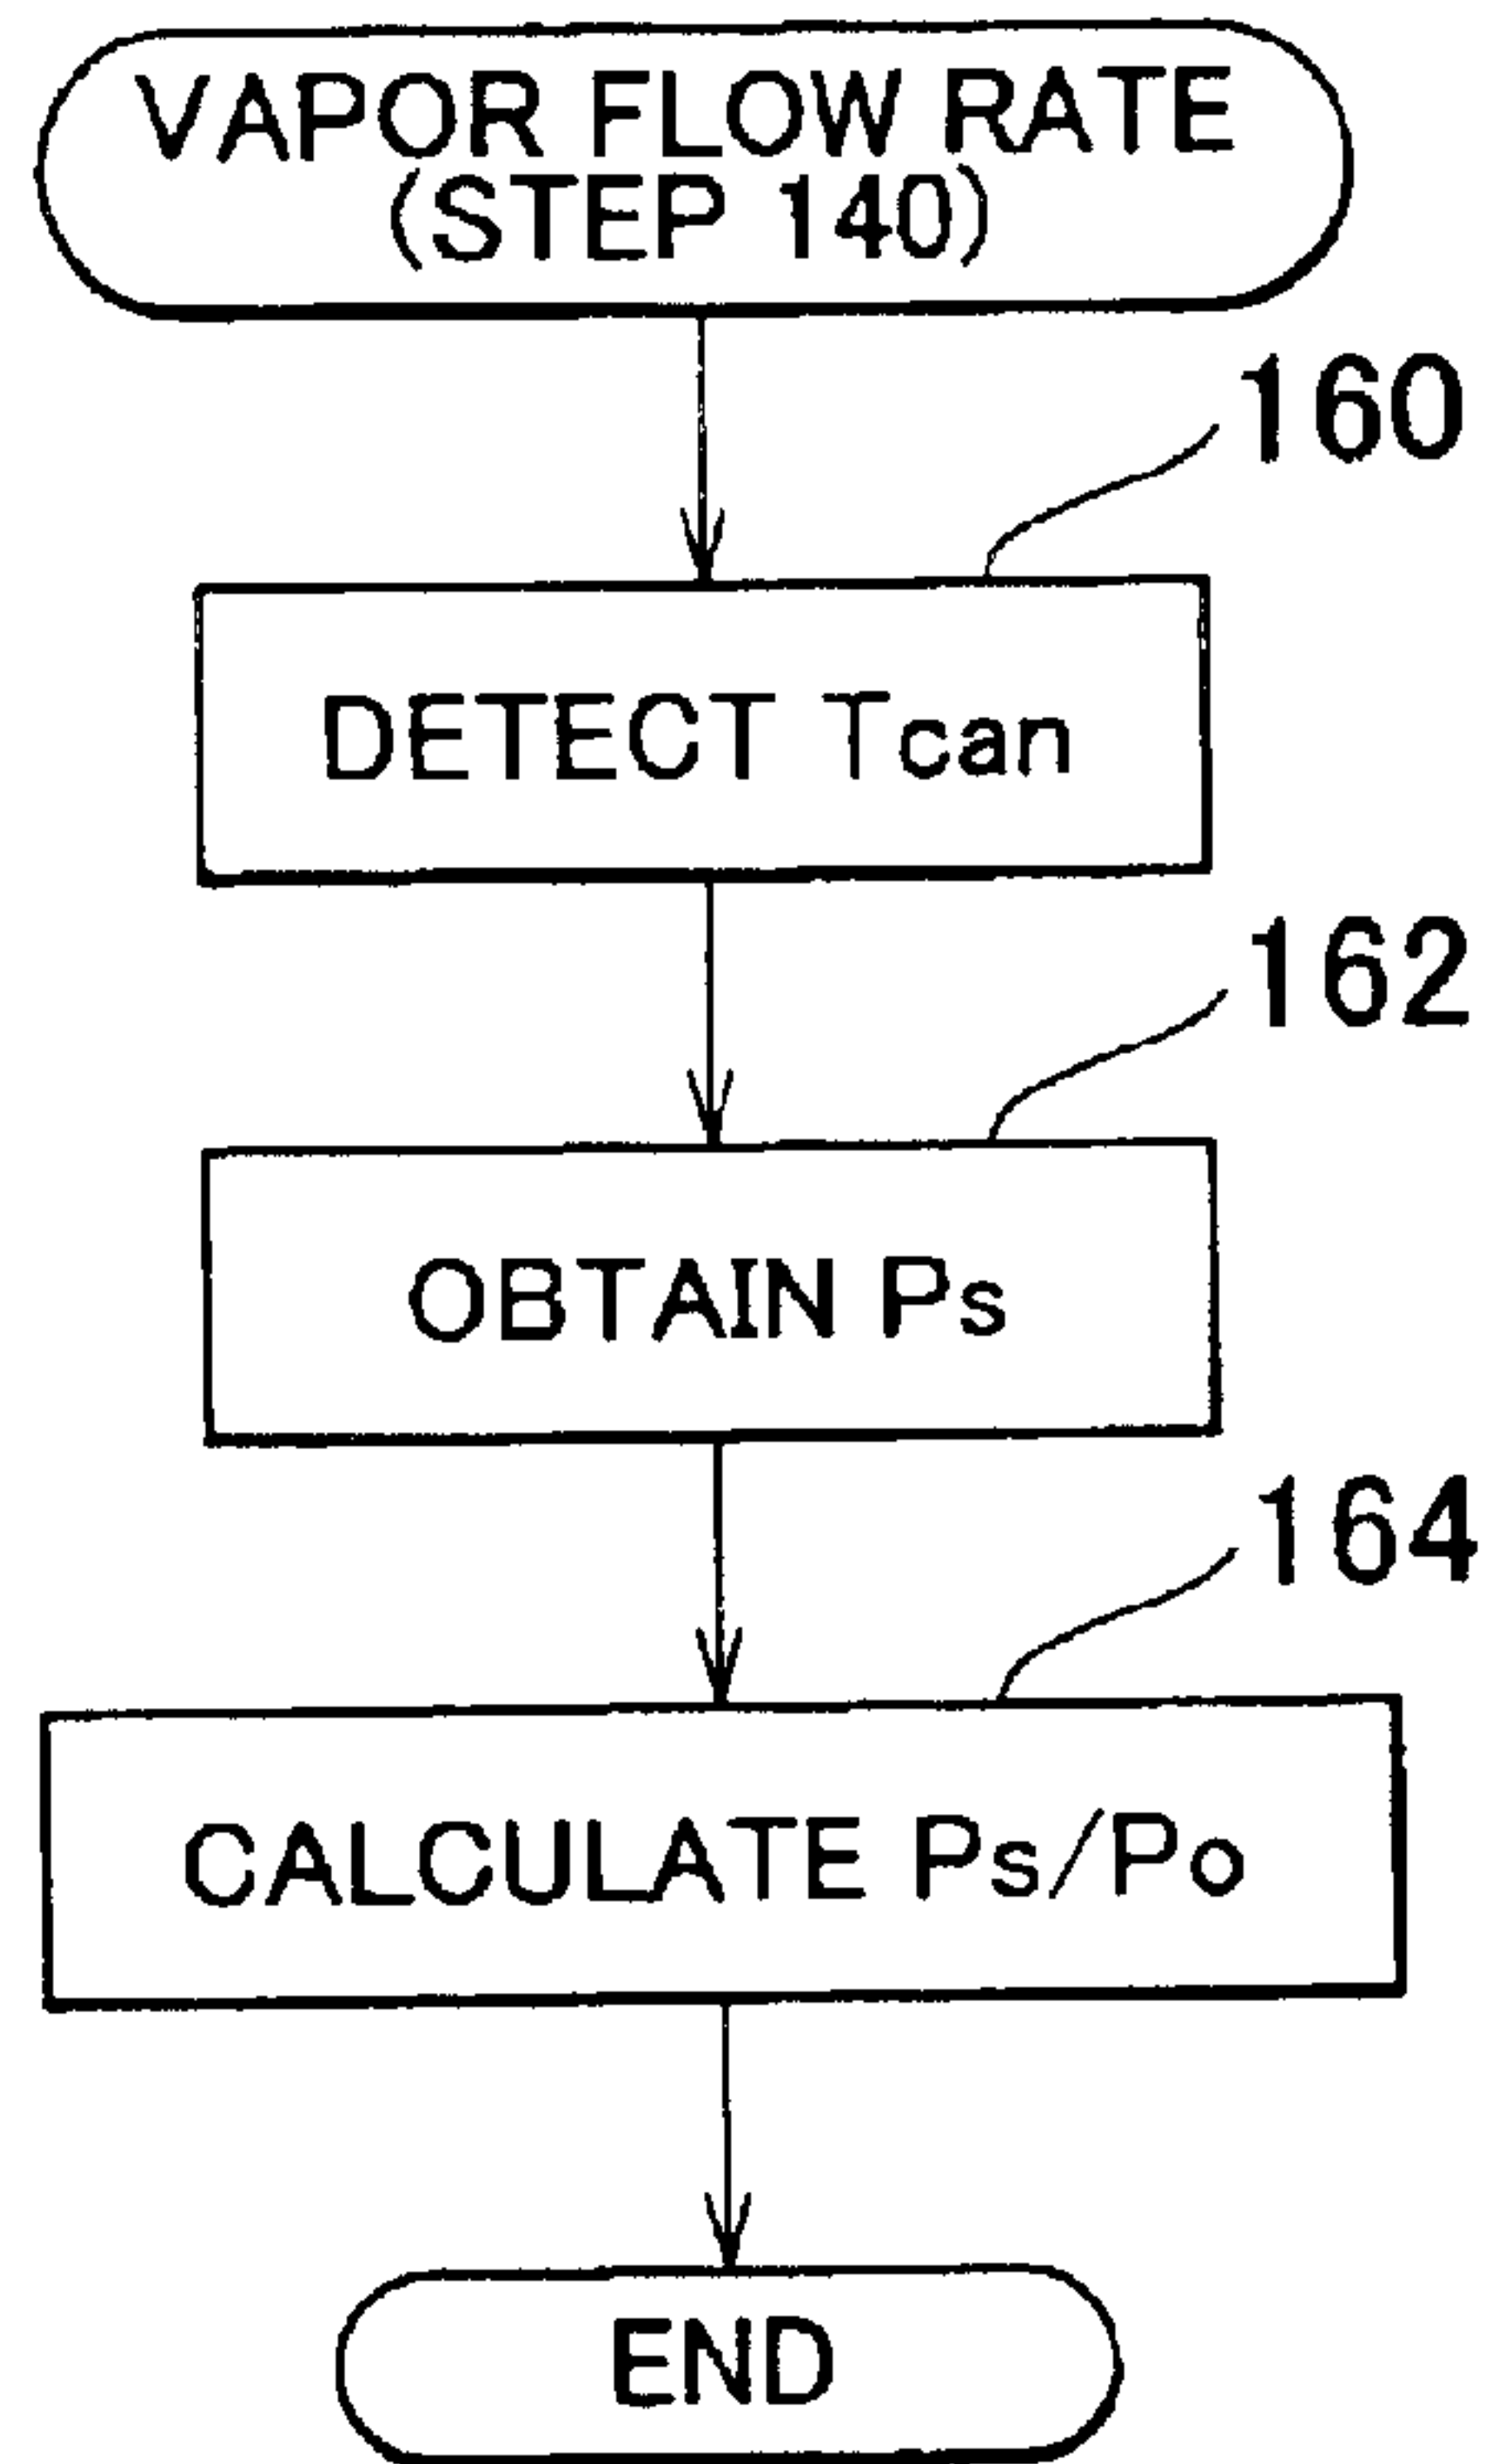 VAPOR FLOW RATE
(STEP 140)
160
DETECT Tcan
162
OBTAIN Ps
164
CALCULATE Ps/Po
END